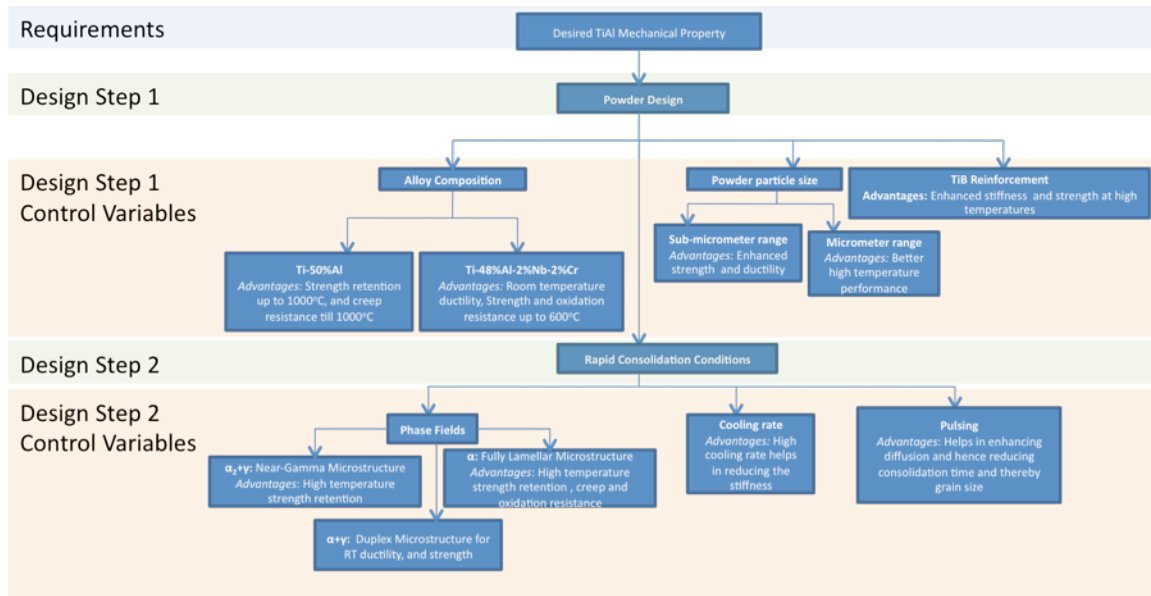 Requirements
Desired TiAl Mechanical Property
Design Step 1
Powder Design
Design Step 1
Control Variables
Alloy Composition
Powder particle size
TiB Reinforcement
Advantages: Enhanced stiffness and strength at high
temperatures
Sub-micrometer range
Advantages: Enhanced
strength and ductility
Micrometer range
Advantages: Better
high temperature
performance
Ti-50%Al
Advantages: Strength retention
up to 1000°C, and creep
resistance till 1000°C
Ti-48%Al-2%Nb-2%Cr
Advantages: Room temperature
ductility, Strength and oxidation
resistance up to 600°C
Design Step 2
Rapid Consolidation Conditions
Design Step 2
Control Variables
Phase Fields
Cooling rate
Advantages: High
cooling rate helps
in reducing the
stiffness
Pulsing
Advantages: Helps in enhancing
diffusion and hence reducing
consolidation time and thereby
grain size
α₂+γ: Near-Gamma Microstructure
Advantages: High temperature
strength retention
α: Fully Lamellar Microstructure
Advantages: High temperature
strength retention , creep and
oxidation resistance
α+γ: Duplex Microstructure for
RT ductility, and strength